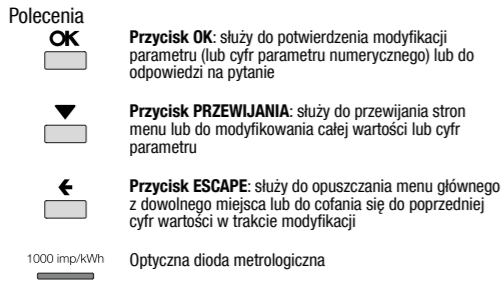 Polecenia
OK
Przycisk OK: służy do potwierdzenia modyfikacji
parametru (lub cyfr parametru numerycznego) lub do
odpowiedzi na pytanie
Przycisk PRZEWIJANIA: służy do przewijania stron
menu lub do modyfikowania całej wartości lub cyfr
parametru
Przycisk ESCAPE: służy do opuszczania menu głównego
z dowolnego miejsca lub do cofania się do poprzedniej
cyfr wartości w trakcie modyfikacji
1000 imp/kWh
Optyczna dioda metrologiczna